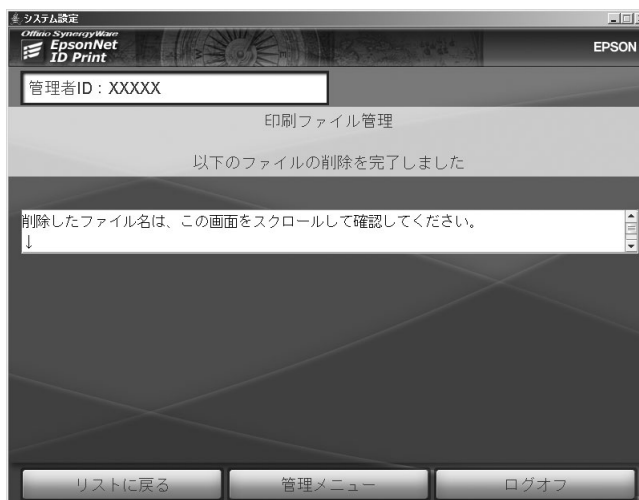 システム設定
Offirio SynergyWare
EpsonNet
ID Print
EPSON
管理者ID：XXXXX
印刷ファイル管理
以下のファイルの削除を完了しました
削除したファイル名は、この画面をスクロールして確認してください。
↓
リストに戻る
管理メニュー
ログオフ